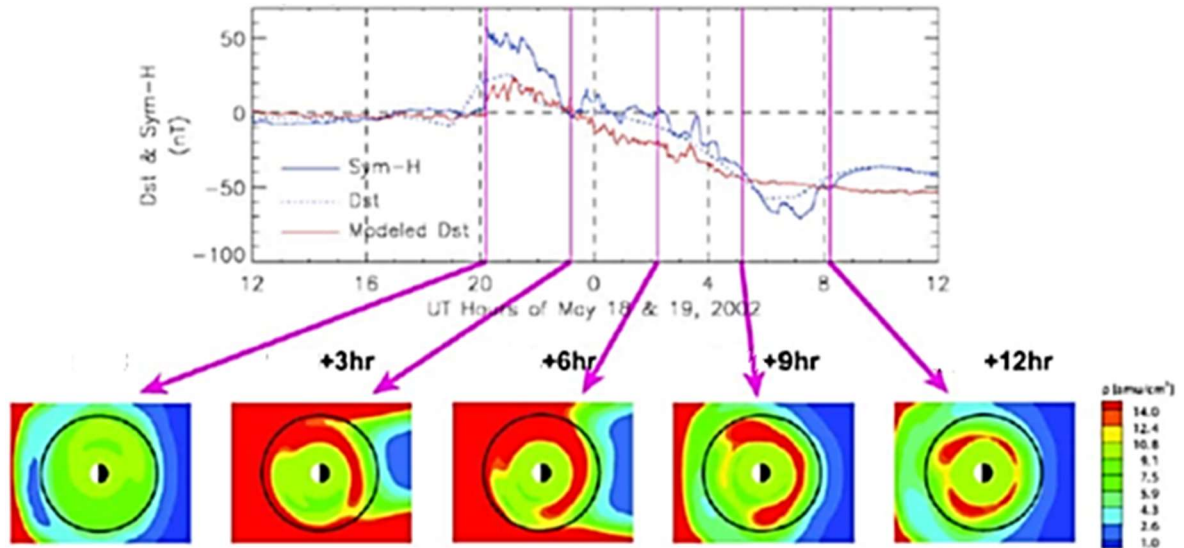 50
0
-50
-100
Dst & Sym-H
(nT)
Sym-H
Dst
Modeled Dst
12 16 20 0 4 8 12
UT Hours of May 18 & 19, 2002
+3hr +6hr +9hr +12hr
ρ [amu/cm³]
14.0
12.4
10.8
9.1
7.5
5.9
4.3
2.6
1.0